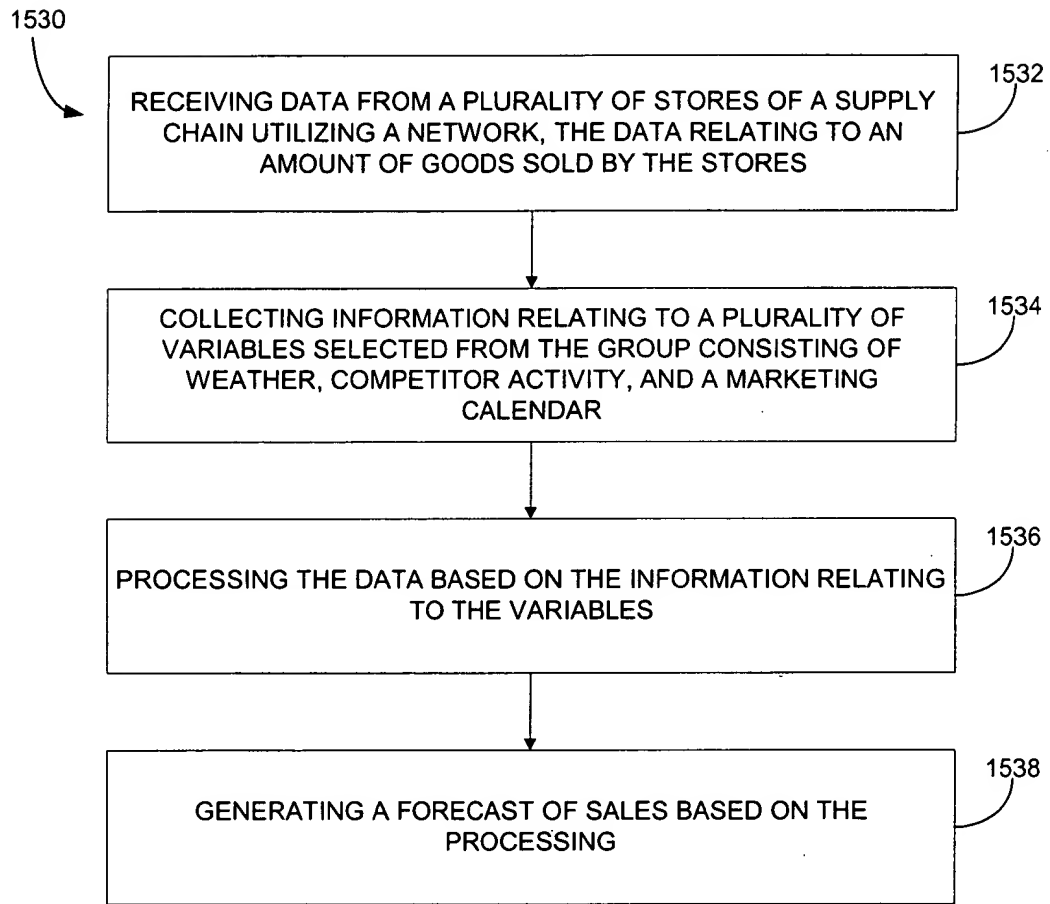 1530
1532
RECEIVING DATA FROM A PLURALITY OF STORES OF A SUPPLY
CHAIN UTILIZING A NETWORK, THE DATA RELATING TO AN
AMOUNT OF GOODS SOLD BY THE STORES
1534
COLLECTING INFORMATION RELATING TO A PLURALITY OF
VARIABLES SELECTED FROM THE GROUP CONSISTING OF
WEATHER, COMPETITOR ACTIVITY, AND A MARKETING
CALENDAR
1536
PROCESSING THE DATA BASED ON THE INFORMATION RELATING
TO THE VARIABLES
1538
GENERATING A FORECAST OF SALES BASED ON THE
PROCESSING